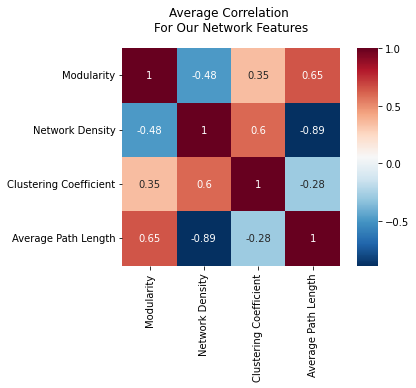 Average Correlation
For Our Network Features
Modularity 1 -0.48 0.35 0.65
Network Density -0.48 1 0.6 -0.89
Clustering Coefficient 0.35 0.6 1 -0.28
Average Path Length 0.65 -0.89 -0.28 1
Modularity
Network Density
Clustering Coefficient
Average Path Length
1.0
0.5
0.0
−0.5